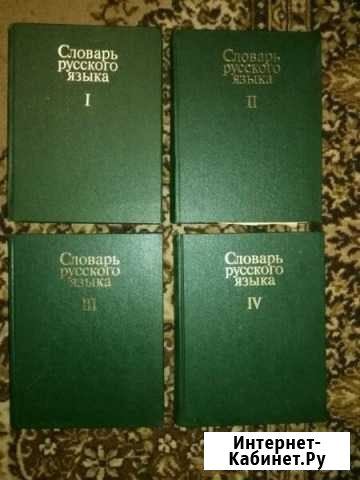 Словарь
русского
языка
I
Словарь
русского
языка
II
Словарь
русского
языка
III
Словарь
русского
языка
IV
Интернет-
Кабинет.Ру